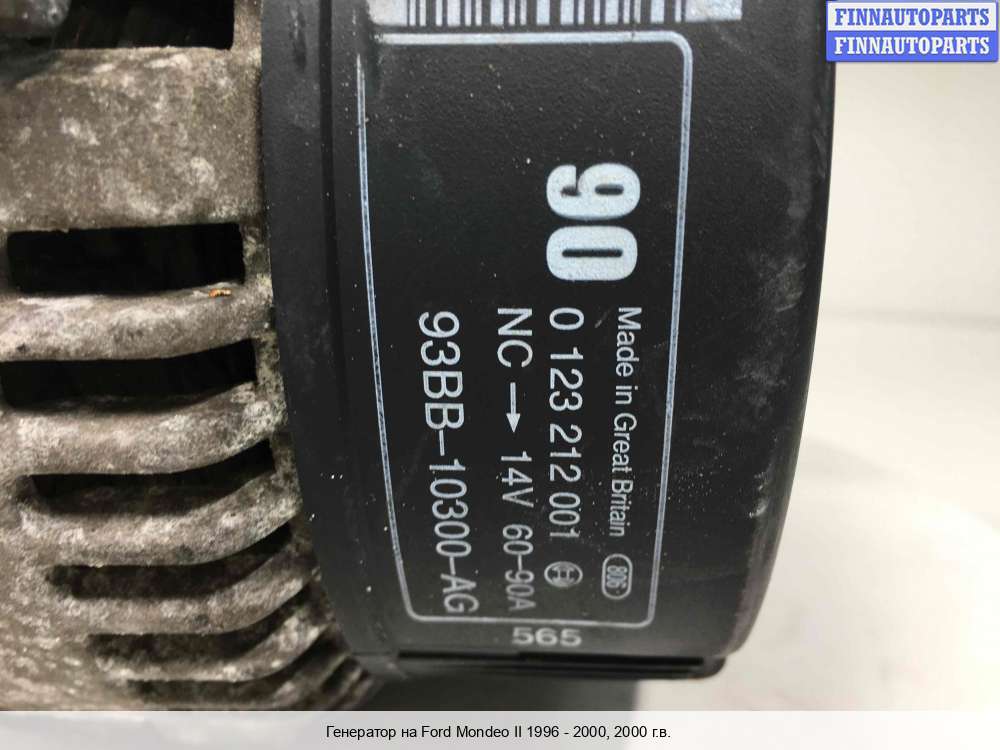 FINNAUTOPARTS
FINNAUTOPARTS
90
Made in Great Britain 806
0 123 212 001
NC → 14V 60-90A
93BB-10300-AG
565
Генератор на Ford Mondeo II 1996 - 2000, 2000 г.в.